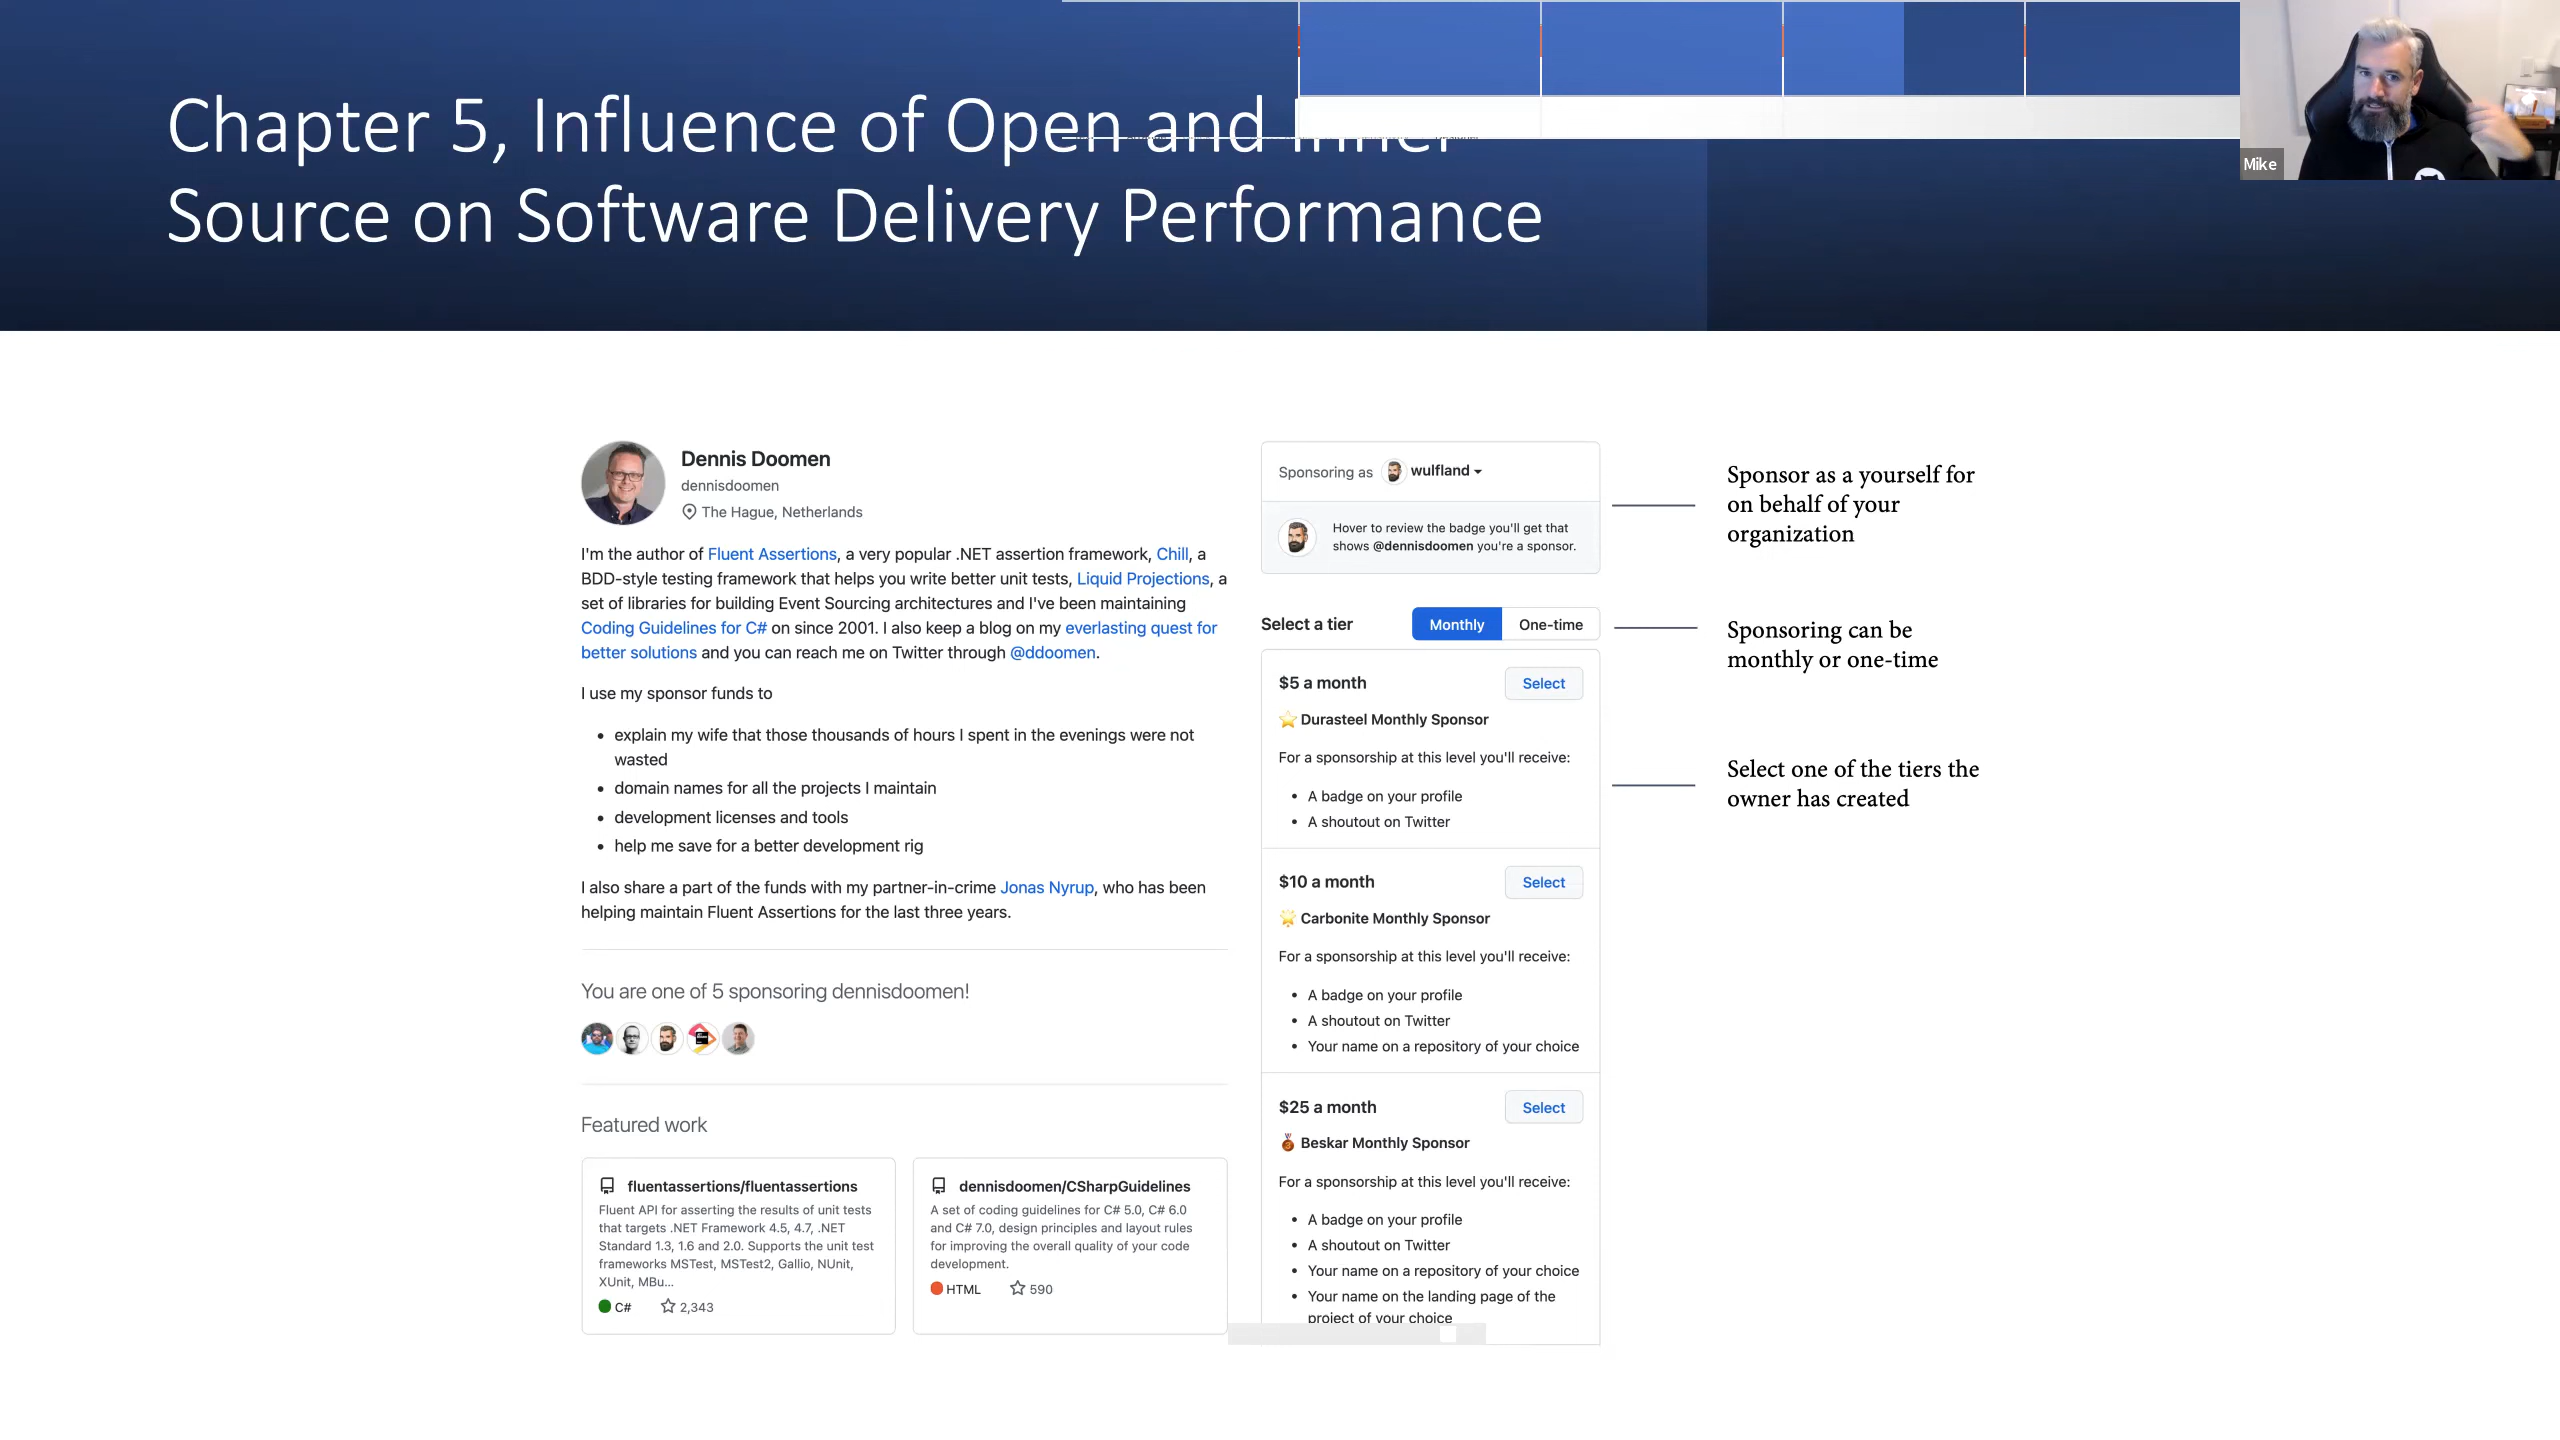 Chapter 5, Influence of Open and Inner
Source on Software Delivery Performance
Mike
Dennis Doomen
dennisdoomen
The Hague, Netherlands
I'm the author of Fluent Assertions, a very popular .NET assertion framework, Chill, a
BDD-style testing framework that helps you write better unit tests, Liquid Projections, a
set of libraries for building Event Sourcing architectures and I've been maintaining
Coding Guidelines for C# on since 2001. I also keep a blog on my everlasting quest for
better solutions and you can reach me on Twitter through @ddoomen.
I use my sponsor funds to
• explain my wife that those thousands of hours I spent in the evenings were not
wasted
• domain names for all the projects I maintain
• development licenses and tools
• help me save for a better development rig
I also share a part of the funds with my partner-in-crime Jonas Nyrup, who has been
helping maintain Fluent Assertions for the last three years.
You are one of 5 sponsoring dennisdoomen!
Featured work
fluentassertions/fluentassertions
Fluent API for asserting the results of unit tests
that targets .NET Framework 4.5, 4.7, .NET
Standard 1.3, 1.6 and 2.0. Supports the unit test
frameworks MSTest, MSTest2, Gallio, NUnit,
XUnit, MBu...
C# 2,343
dennisdoomen/CSharpGuidelines
A set of coding guidelines for C# 5.0, C# 6.0
and C# 7.0, design principles and layout rules
for improving the overall quality of your code
development.
HTML 590
Sponsoring as wulfland
Hover to review the badge you'll get that
shows @dennisdoomen you're a sponsor.
Select a tier Monthly One-time
$5 a month Select
Durasteel Monthly Sponsor
For a sponsorship at this level you'll receive:
• A badge on your profile
• A shoutout on Twitter
$10 a month Select
Carbonite Monthly Sponsor
For a sponsorship at this level you'll receive:
• A badge on your profile
• A shoutout on Twitter
• Your name on a repository of your choice
$25 a month Select
Beskar Monthly Sponsor
For a sponsorship at this level you'll receive:
• A badge on your profile
• A shoutout on Twitter
• Your name on a repository of your choice
• Your name on the landing page of the
project of your choice
Sponsor as a yourself for
on behalf of your
organization
Sponsoring can be
monthly or one-time
Select one of the tiers the
owner has created